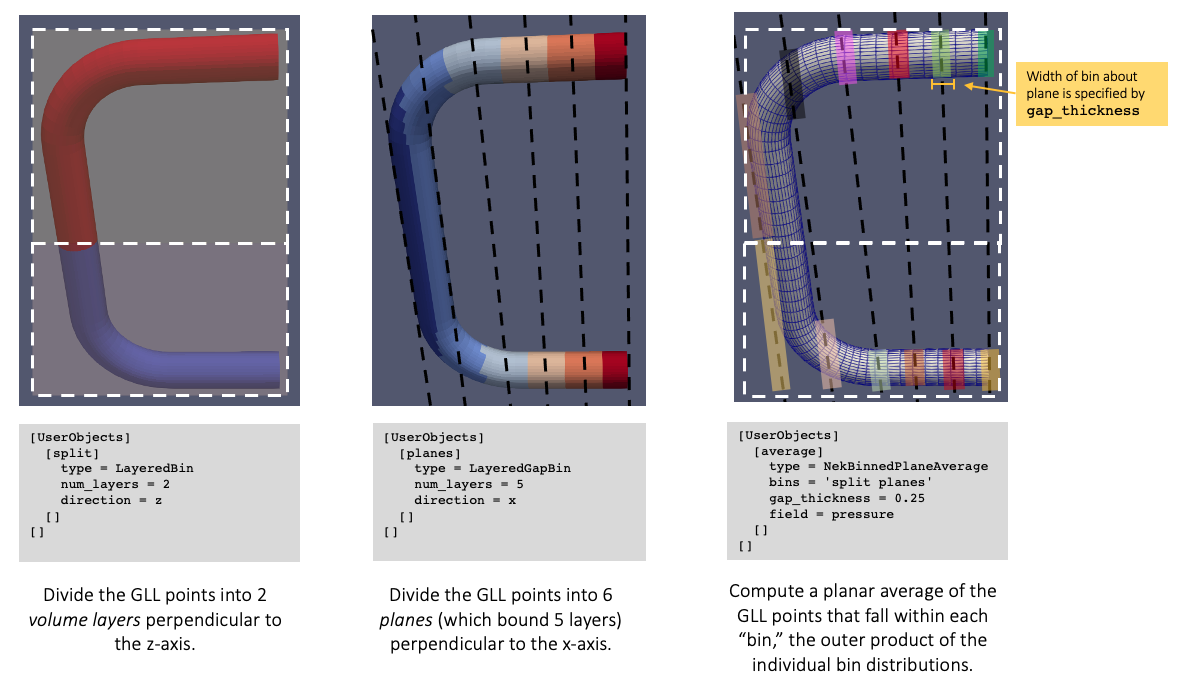 Width of bin about
plane is specified by
gap_thickness
[UserObjects]
[split]
type = LayeredBin
num_layers = 2
direction = z
[]
[]
Divide the GLL points into 2
volume layers perpendicular to
the z-axis.
[UserObjects]
[planes]
type = LayeredGapBin
num_layers = 5
direction = x
[]
[]
Divide the GLL points into 6
planes (which bound 5 layers)
perpendicular to the x-axis.
[UserObjects]
[average]
type = NekBinnedPlaneAverage
bins = 'split planes'
gap_thickness = 0.25
field = pressure
[]
[]
Compute a planar average of the
GLL points that fall within each
“bin,” the outer product of the
individual bin distributions.